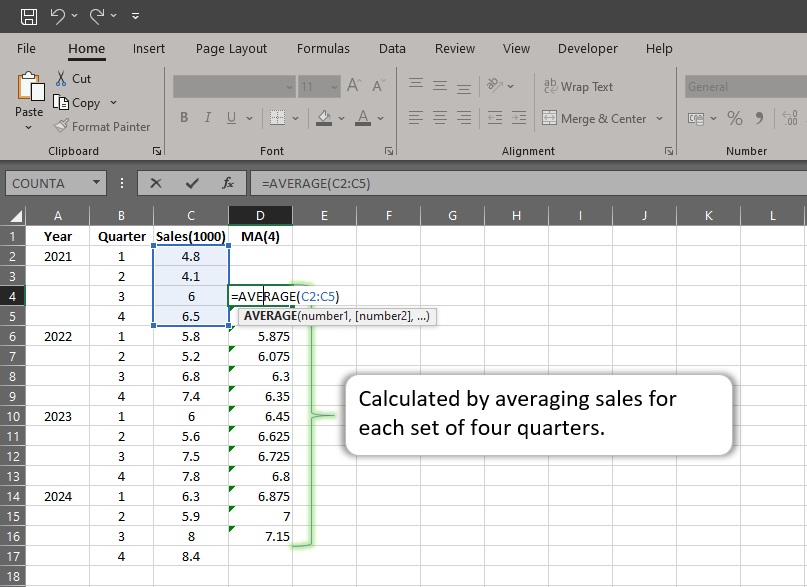 File Home Insert Page Layout Formulas Data Review View Developer Help
Paste
Cut
Copy
Format Painter
Clipboard
11
A A
B I U A
Font
ab Wrap Text
Merge & Center
Alignment
General
% 9 .00
Number
COUNTA fx =AVERAGE(C2:C5)
A B C D E F G H I J K L
1 Year Quarter Sales(1000) MA(4)
2 2021 1 4.8
3 2 4.1
4 3 6 =AVERAGE(C2:C5)
5 4 6.5 AVERAGE(number1, [number2], ...)
6 2022 1 5.8 5.875
7 2 5.2 6.075
8 3 6.8 6.3
9 4 7.4 6.35
10 2023 1 6 6.45
11 2 5.6 6.625
12 3 7.5 6.725
13 4 7.8 6.8
14 2024 1 6.3 6.875
15 2 5.9 7
16 3 8 7.15
17 4 8.4
18
Calculated by averaging sales for
each set of four quarters.